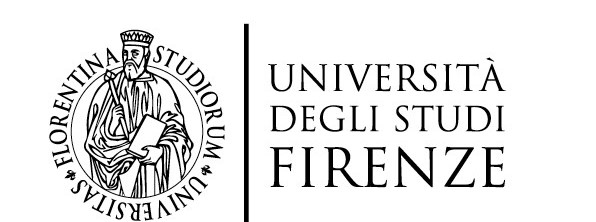 FLORENTINA STUDIORUM UNIVERSITAS
UNIVERSITÀ
DEGLI STUDI
FIRENZE